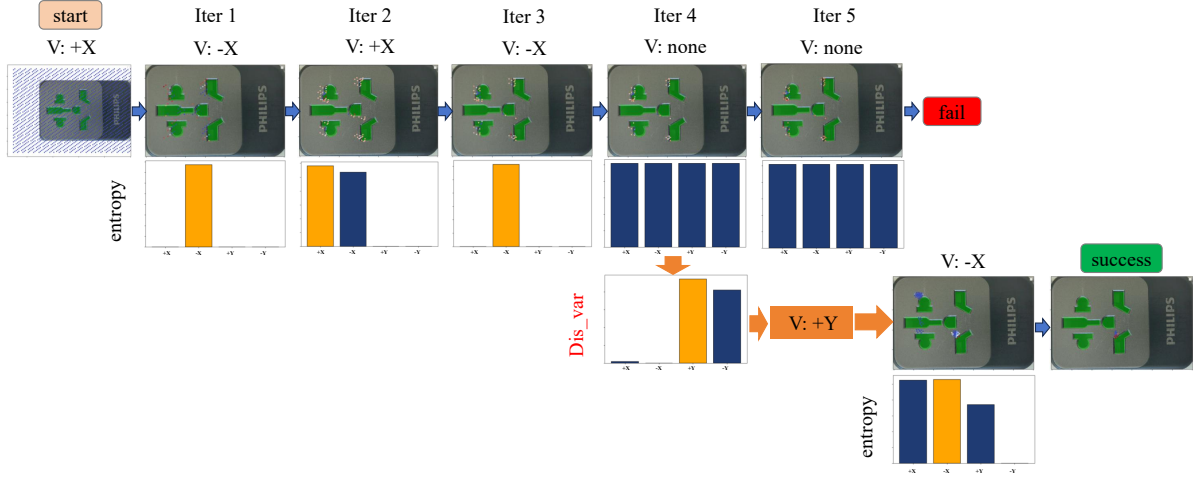 start
Iter 1
Iter 2
Iter 3
Iter 4
Iter 5
V: +X
V: -X
V: +X
V: -X
V: none
V: none
PHILIPS
PHILIPS
PHILIPS
PHILIPS
PHILIPS
PHILIPS
fail
entropy
+X -X +Y -Y
+X -X +Y -Y
+X -X +Y -Y
+X -X +Y -Y
+X -X +Y -Y
V: -X
success
Dis_var
V: +Y
PHILIPS
PHILIPS
+X -X +Y -Y
entropy
+X -X +Y -Y